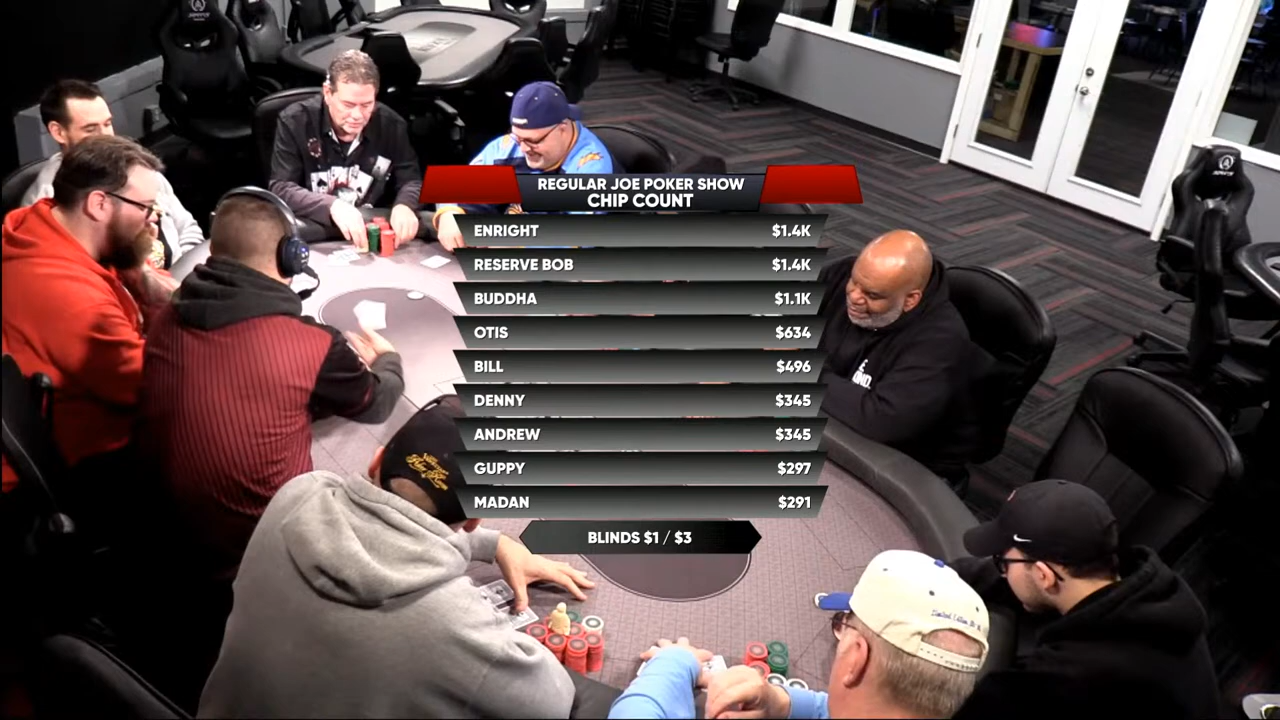 REGULAR JOE POKER SHOW
CHIP COUNT
ENRIGHT $1.4K
RESERVE BOB $1.4K
BUDDHA $1.1K
OTIS $634
BILL $496
DENNY $345
ANDREW $345
GUPPY $297
MADAN $291
BLINDS $1 / $3